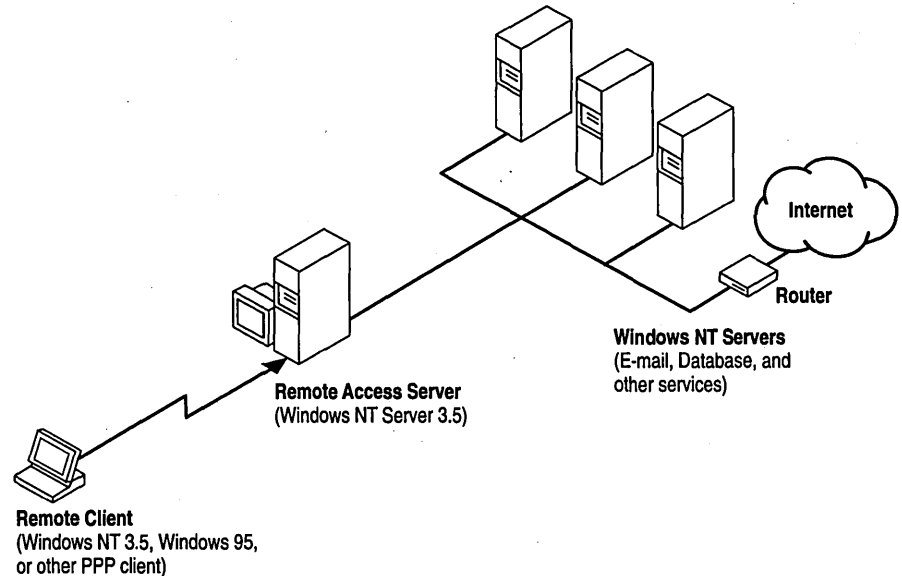 Internet
Router
Windows NT Servers
(E-mail, Database, and
other services)
Remote Access Server
(Windows NT Server 3.5)
Remote Client
(Windows NT 3.5, Windows 95,
or other PPP client)